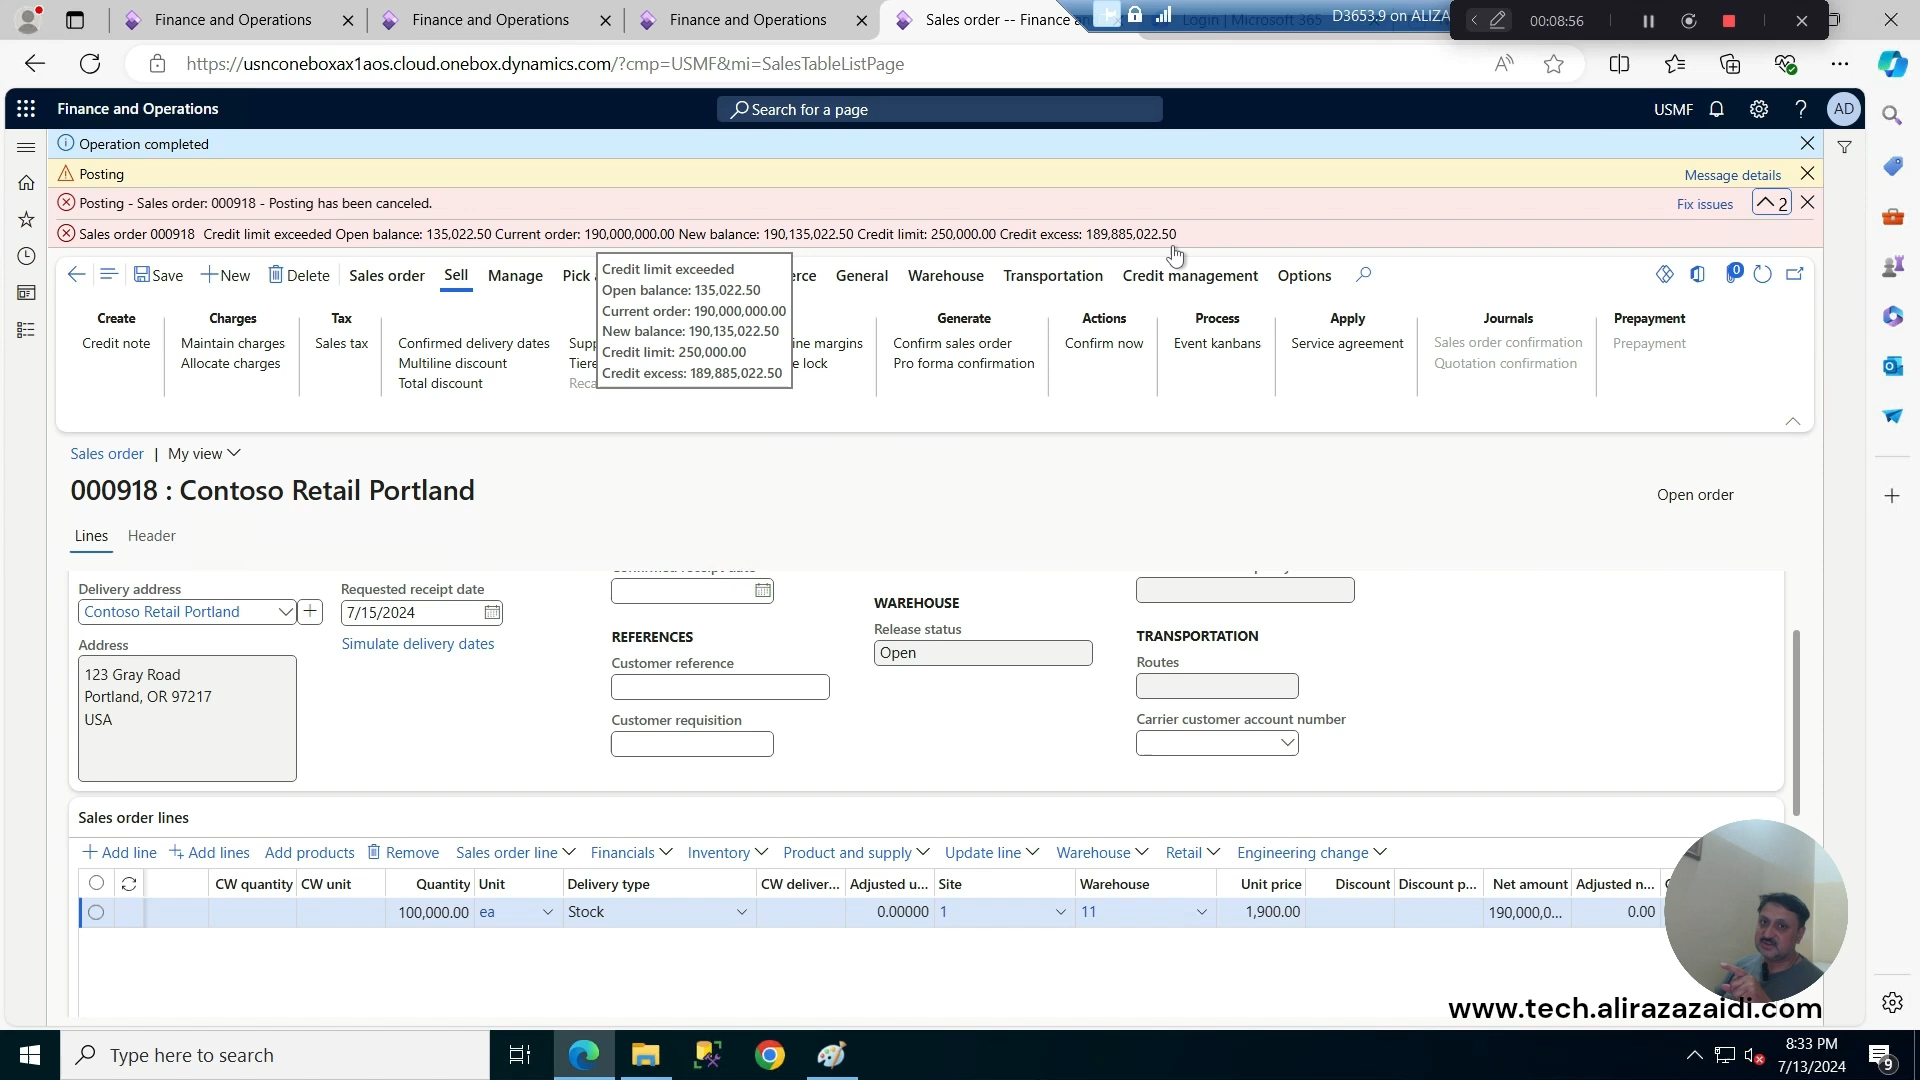 Finance and Operations
Finance and Operations
Finance and Operations
Sales order -- Finance an
Login | Microsoft 365
D3653.9 on ALIZA
00:08:56
https://usnconeboxax1aos.cloud.onebox.dynamics.com/?cmp=USMF&mi=SalesTableListPage
Finance and Operations
Search for a page
USMF
AD
Operation completed
Posting
Message details
Posting - Sales order: 000918 - Posting has been canceled.
Fix issues
2
Sales order 000918 Credit limit exceeded Open balance: 135,022.50 Current order: 190,000,000.00 New balance: 190,135,022.50 Credit limit: 250,000.00 Credit excess: 189,885,022.50
Save
New
Delete
Sales order
Sell
Manage
Pick
General
Warehouse
Transportation
Credit management
Options
0
Credit limit exceeded
Open balance: 135,022.50
Current order: 190,000,000.00
New balance: 190,135,022.50
Credit limit: 250,000.00
Credit excess: 189,885,022.50
Create
Credit note
Charges
Maintain charges
Allocate charges
Tax
Sales tax
Confirmed delivery dates
Multiline discount
Total discount
Generate
Confirm sales order
Pro forma confirmation
Actions
Confirm now
Process
Event kanbans
Apply
Service agreement
Journals
Sales order confirmation
Quotation confirmation
Prepayment
Prepayment
margins
lock
Sales order | My view
000918 : Contoso Retail Portland
Open order
Lines
Header
Delivery address
Contoso Retail Portland
Address
123 Gray Road
Portland, OR 97217
USA
Requested receipt date
7/15/2024
Simulate delivery dates
REFERENCES
Customer reference
Customer requisition
WAREHOUSE
Release status
Open
TRANSPORTATION
Routes
Carrier customer account number
Sales order lines
Add line
Add lines
Add products
Remove
Sales order line
Financials
Inventory
Product and supply
Update line
Warehouse
Retail
Engineering change
CW quantity CW unit Quantity Unit Delivery type CW deliver... Adjusted u... Site Warehouse Unit price Discount Discount p... Net amount Adjusted n...
100,000.00 ea Stock 0.00000 1 11 1,900.00 190,000,0... 0.00
www.tech.alirazazaidi.com
Type here to search
8:33 PM
7/13/2024
9